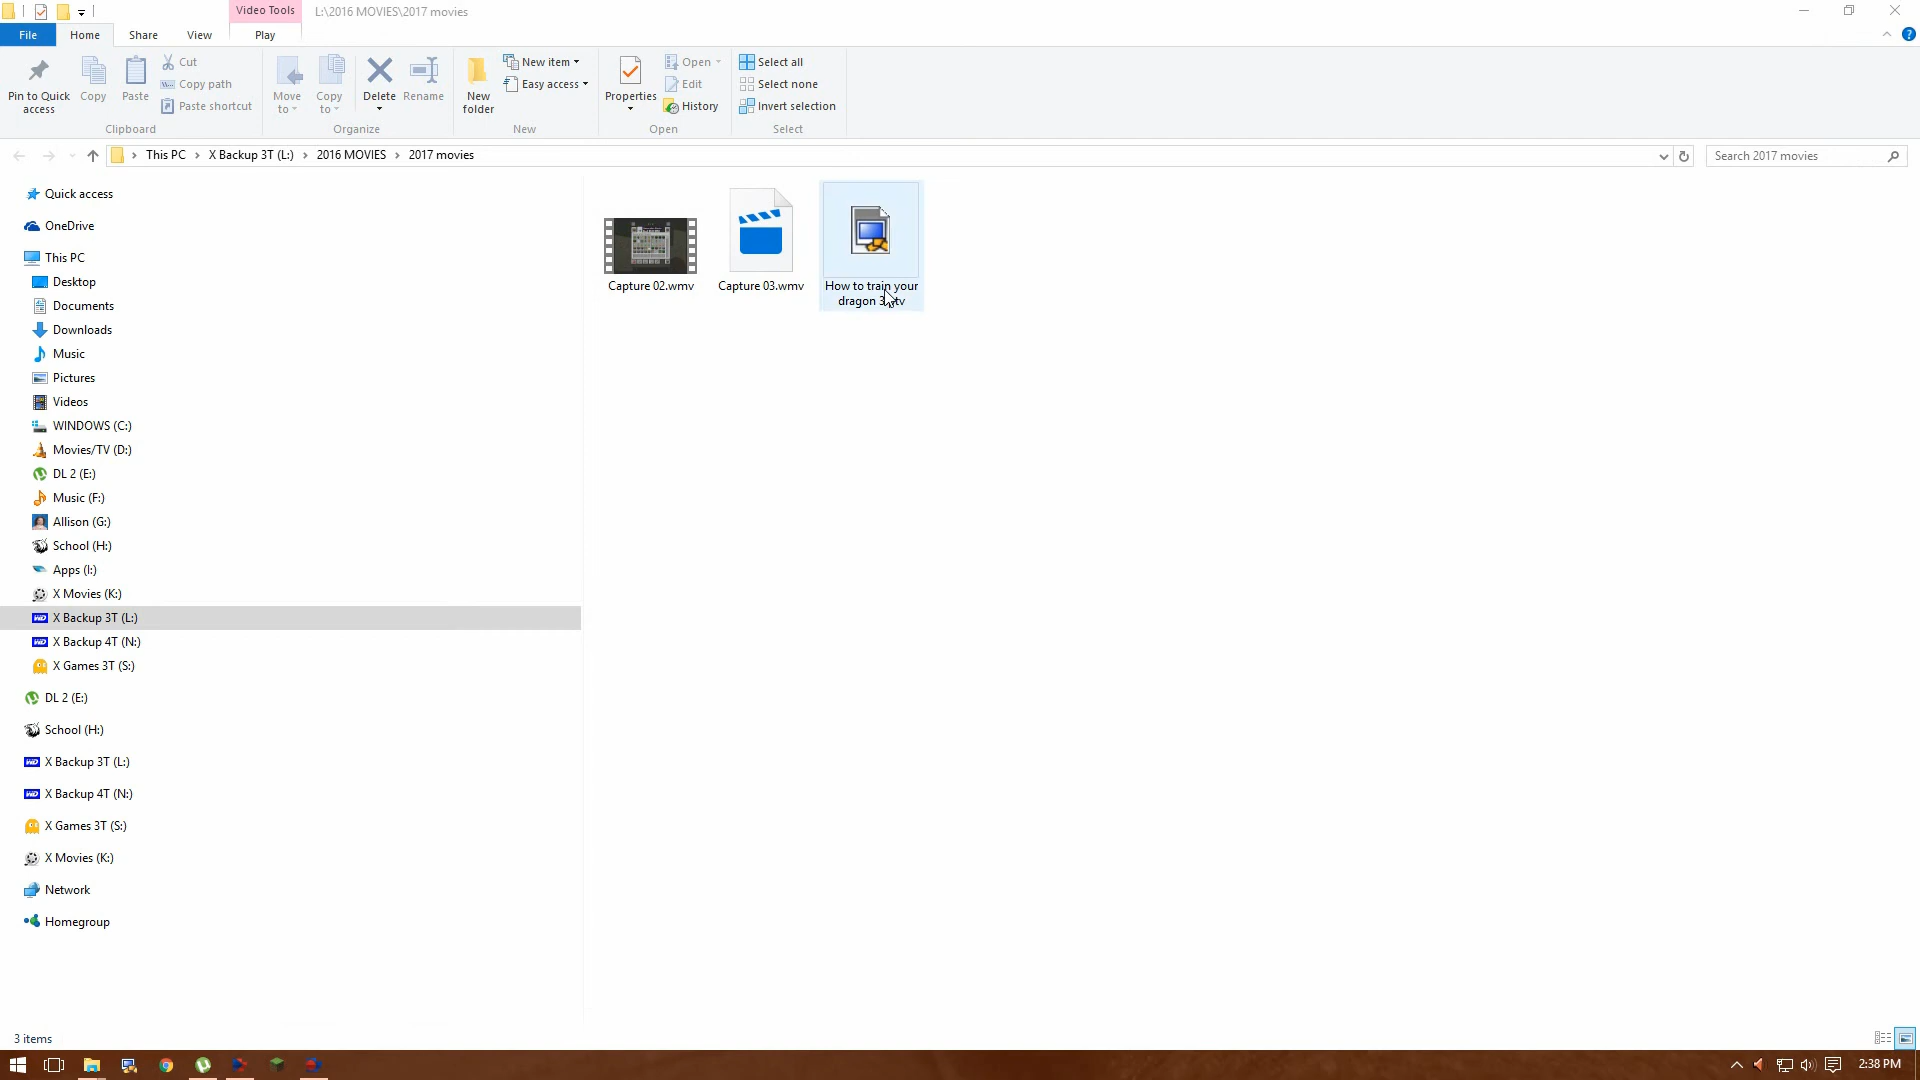 Video Tools
L:\2016 MOVIES\2017 movies
File
Home
Share
View
Play
Pin to Quick access
Copy
Paste
Cut
Copy path
Paste shortcut
Clipboard
Move to
Copy to
Delete
Rename
Organize
New folder
New item
Easy access
New
Properties
Open
Edit
History
Open
Select all
Select none
Invert selection
Select
This PC
X Backup 3T (L:)
2016 MOVIES
2017 movies
Search 2017 movies
Quick access
OneDrive
This PC
Desktop
Documents
Downloads
Music
Pictures
Videos
WINDOWS (C:)
Movies/TV (D:)
DL 2 (E:)
Music (F:)
Allison (G:)
School (H:)
Apps (I:)
X Movies (K:)
X Backup 3T (L:)
X Backup 4T (N:)
X Games 3T (S:)
DL 2 (E:)
School (H:)
X Backup 3T (L:)
X Backup 4T (N:)
X Games 3T (S:)
X Movies (K:)
Network
Homegroup
Capture 02.wmv
Capture 03.wmv
How to train your
dragon
3 items
2:38 PM